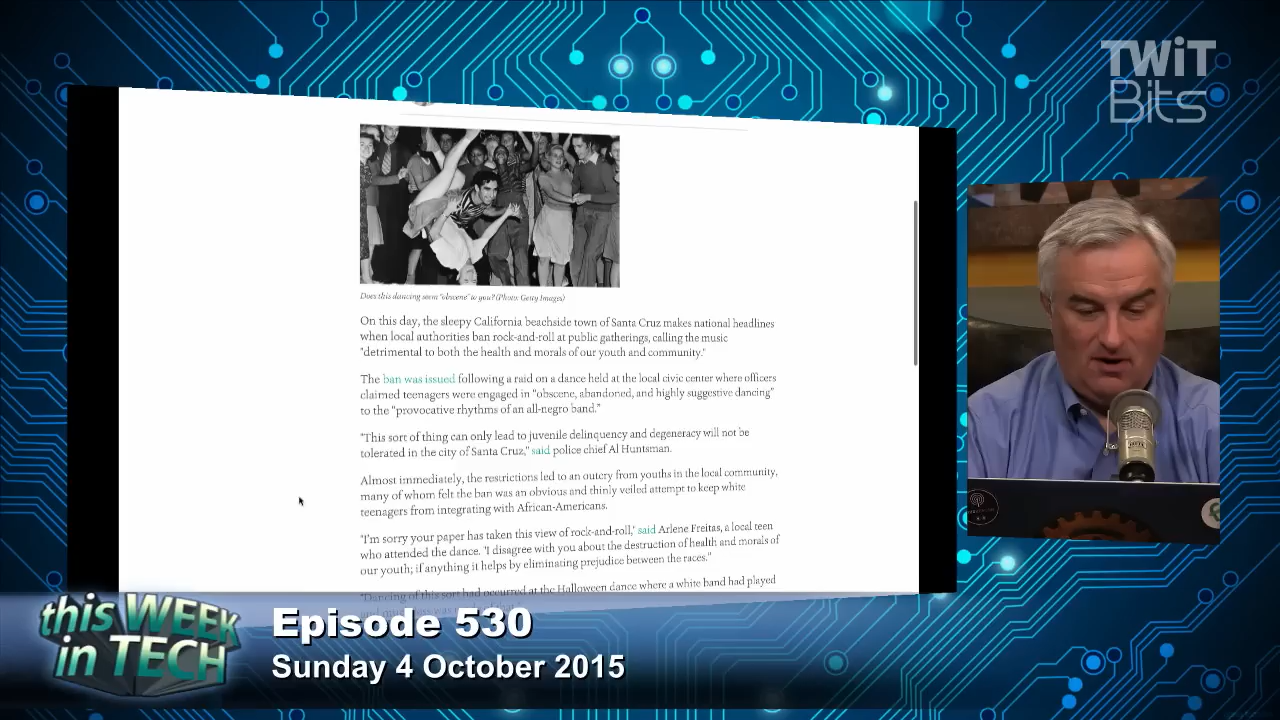 TWiT
Bits
Does this dancing seem "obscene" to you? (Photo: Getty Images)
On this day, the sleepy California beachside town of Santa Cruz makes national headlines
when local authorities ban rock-and-roll at public gatherings, calling the music
"detrimental to both the health and morals of our youth and community."
The ban was issued following a raid on a dance held at the local civic center where officers
claimed teenagers were engaged in "obscene, abandoned, and highly suggestive dancing"
to the "provocative rhythms of an all-negro band."
"This sort of thing can only lead to juvenile delinquency and degeneracy will not be
tolerated in the city of Santa Cruz," said police chief Al Huntsman.
Almost immediately, the restrictions led to an outcry from youths in the local community,
many of whom felt the ban was an obvious and thinly veiled attempt to keep white
teenagers from integrating with African-Americans.
"I'm sorry your paper has taken this view of rock-and-roll," said Arlene Freitas, a local teen
who attended the dance. "I disagree with you about the destruction of health and morals of
our youth; if anything it helps by eliminating prejudice between the races."
"Dancing of this sort had occurred at the Halloween dance where a white band had played
this WEEK
in TECH
Episode 530
Sunday 4 October 2015